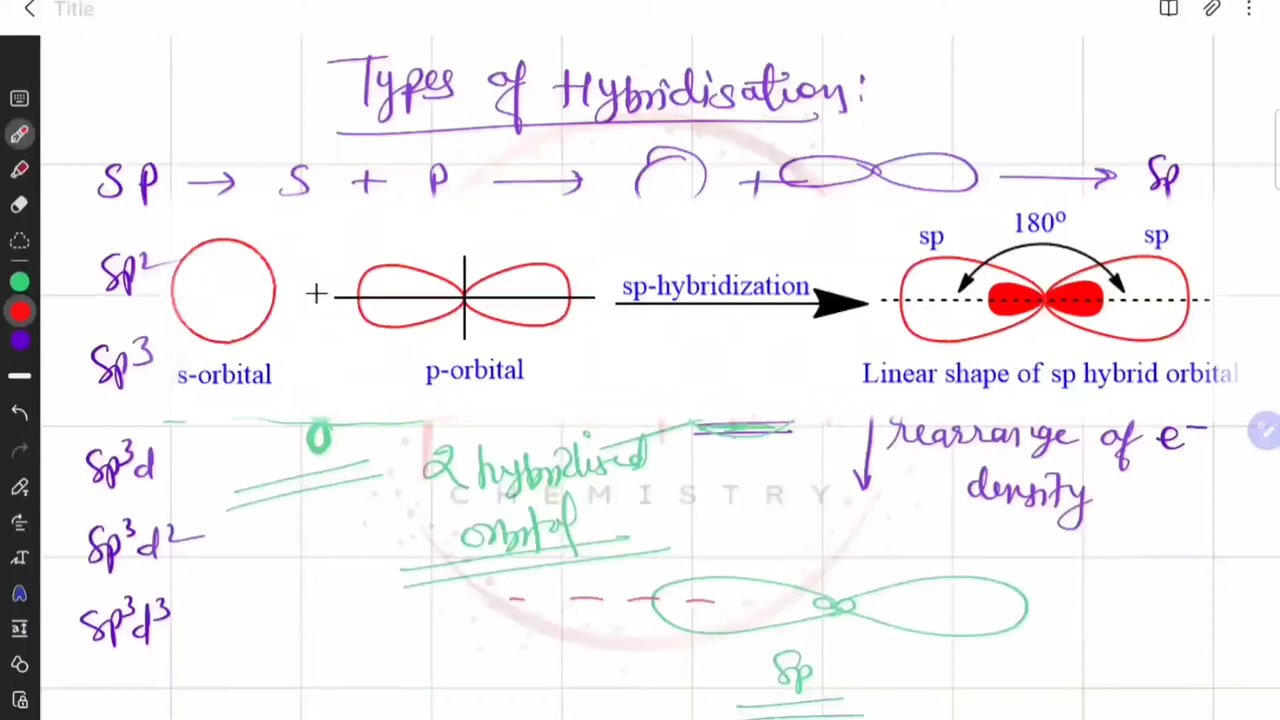 Title
Types of Hybridisation:
SP → S + P → + → Sp
sp 180° sp
Sp²
+ sp-hybridization
Sp³
s-orbital p-orbital Linear shape of sp hybrid orbital
rearrange of e⁻
density
Sp³d
2 hybridised
orbital
CHEMISTRY
Sp³d²
Sp³d³
Sp